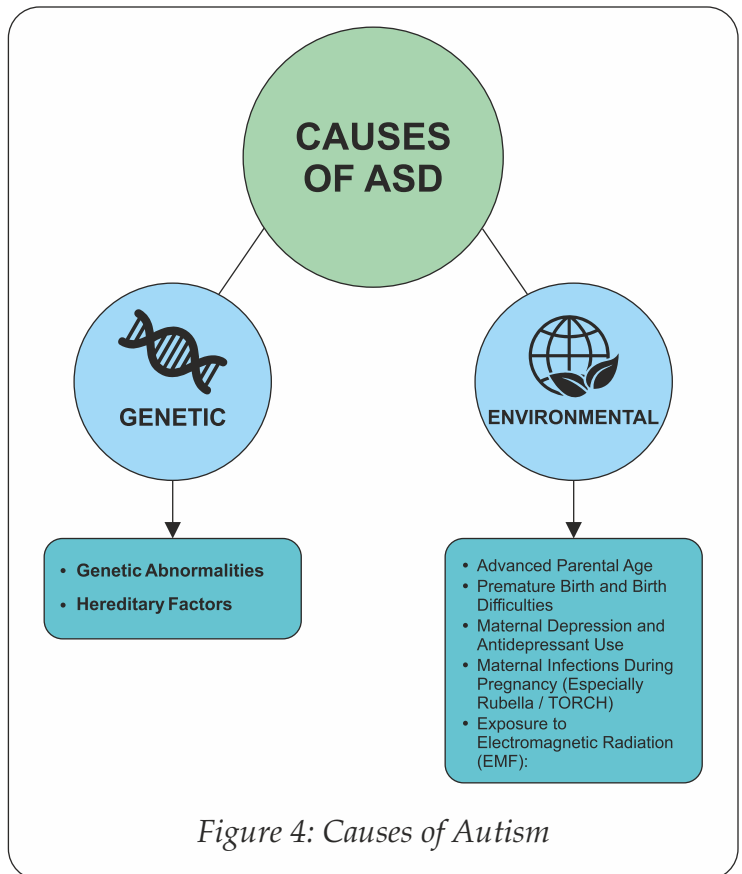 CAUSES
OF ASD
GENETIC
ENVIRONMENTAL
• Genetic Abnormalities
• Hereditary Factors
• Advanced Parental Age
• Premature Birth and Birth
Difficulties
• Maternal Depression and
Antidepressant Use
• Maternal Infections During
Pregnancy (Especially
Rubella / TORCH)
• Exposure to
Electromagnetic Radiation
(EMF):
Figure 4: Causes of Autism